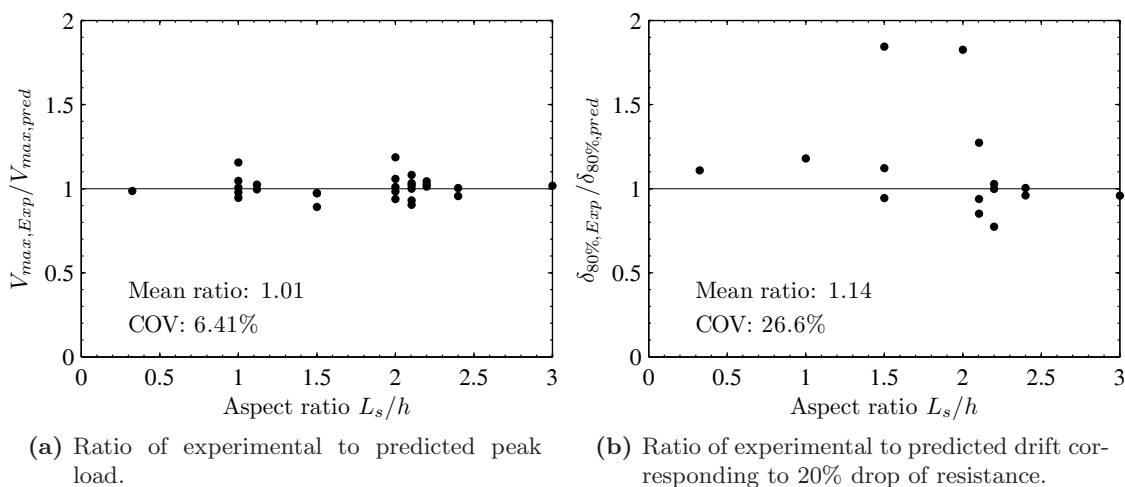 2
1.5
1
0.5
0
V_{max,Exp}/V_{max,pred}
Mean ratio: 1.01
COV: 6.41%
0 0.5 1 1.5 2 2.5 3
Aspect ratio L_s/h
(a) Ratio of experimental to predicted peak
load.
2
1.5
1
0.5
0
δ_{80%,Exp}/δ_{80%,pred}
Mean ratio: 1.14
COV: 26.6%
0 0.5 1 1.5 2 2.5 3
Aspect ratio L_s/h
(b) Ratio of experimental to predicted drift cor-
responding to 20% drop of resistance.